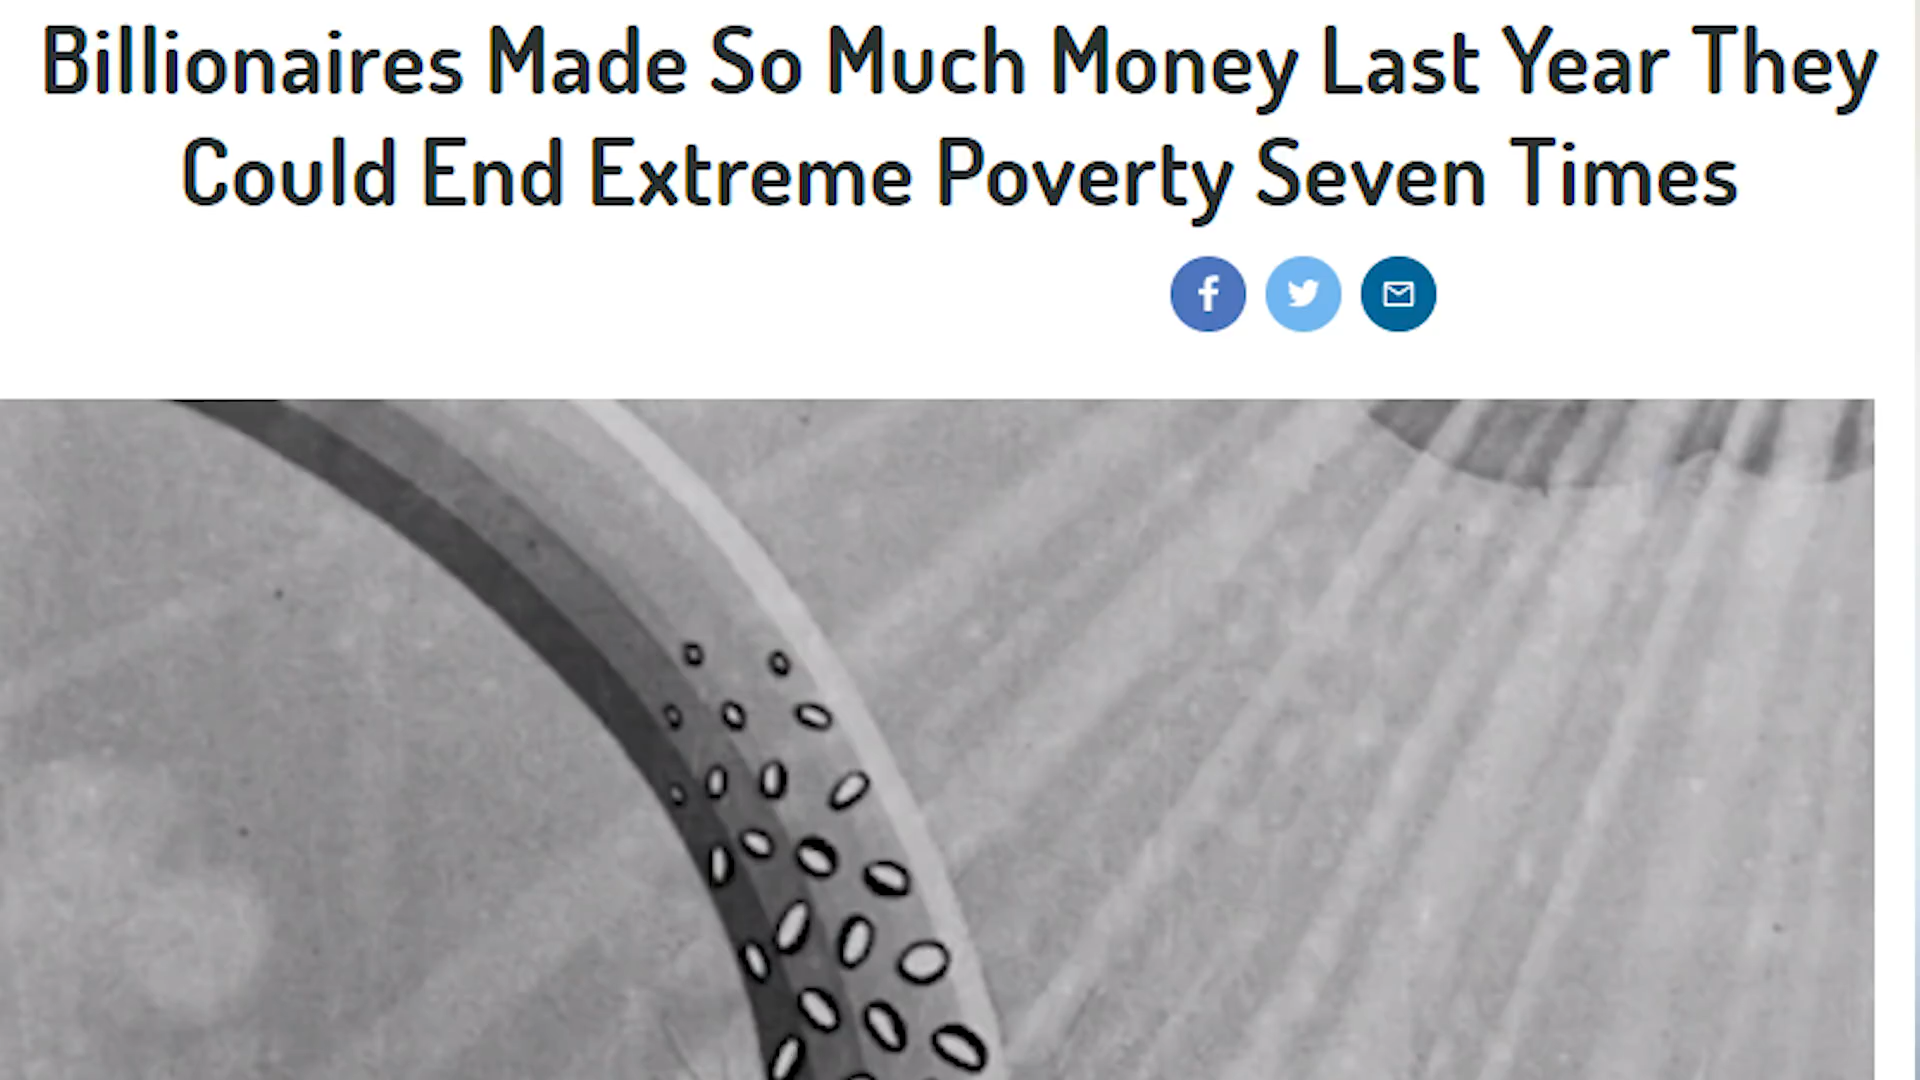 Billionaires Made So Much Money Last Year They
Could End Extreme Poverty Seven Times